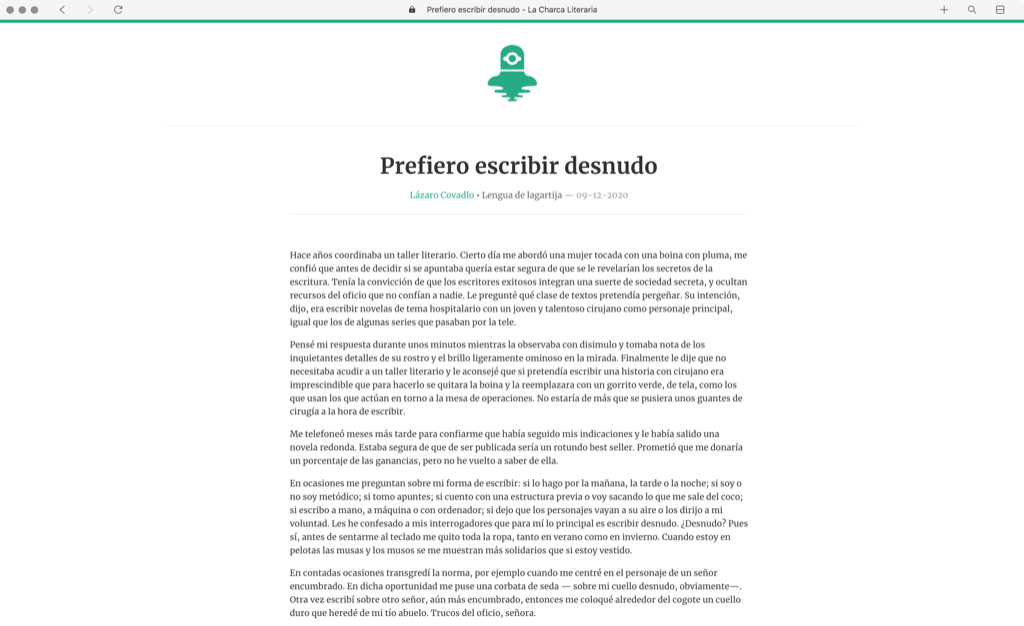 Prefiero escribir desnudo - La Charca Literaria
Prefiero escribir desnudo
Lázaro Covadlo • Lengua de lagartija — 09-12-2020
Hace años coordinaba un taller literario. Cierto día me abordó una mujer tocada con una boina con pluma, me
confió que antes de decidir si se apuntaba quería estar segura de que se le revelarían los secretos de la
escritura. Tenía la convicción de que los escritores exitosos integran una suerte de sociedad secreta, y ocultan
recursos del oficio que no confían a nadie. Le pregunté qué clase de textos pretendía pergeñar. Su intención,
dijo, era escribir novelas de tema hospitalario con un joven y talentoso cirujano como personaje principal,
igual que los de algunas series que pasaban por la tele.
Pensé mi respuesta durante unos minutos mientras la observaba con disimulo y tomaba nota de los
inquietantes detalles de su rostro y el brillo ligeramente ominoso en la mirada. Finalmente le dije que no
necesitaba acudir a un taller literario y le aconsejé que si pretendía escribir una historia con cirujano era
imprescindible que para hacerlo se quitara la boina y la reemplazara con un gorrito verde, de tela, como los
que usan los que actúan en torno a la mesa de operaciones. No estaría de más que se pusiera unos guantes de
cirugía a la hora de escribir.
Me telefoneó meses más tarde para confiarme que había seguido mis indicaciones y le había salido una
novela redonda. Estaba segura de que de ser publicada sería un rotundo best seller. Prometió que me donaría
un porcentaje de las ganancias, pero no he vuelto a saber de ella.
En ocasiones me preguntan sobre mi forma de escribir: si lo hago por la mañana, la tarde o la noche; si soy o
no soy metódico; si tomo apuntes; si cuento con una estructura previa o voy sacando lo que me sale del coco;
si escribo a mano, a máquina o con ordenador; si dejo que los personajes vayan a su aire o los dirijo a mi
voluntad. Les he confesado a mis interrogadores que para mí lo principal es escribir desnudo. ¿Desnudo? Pues
sí, antes de sentarme al teclado me quito toda la ropa, tanto en verano como en invierno. Cuando estoy en
pelotas las musas y los musos se me muestran más solidarios que si estoy vestido.
En contadas ocasiones transgredí la norma, por ejemplo cuando me centré en el personaje de un señor
encumbrado. En dicha oportunidad me puse una corbata de seda — sobre mi cuello desnudo, obviamente—.
Otra vez escribí sobre otro señor, aún más encumbrado, entonces me coloqué alrededor del cogote un cuello
duro que heredé de mi tío abuelo. Trucos del oficio, señora.